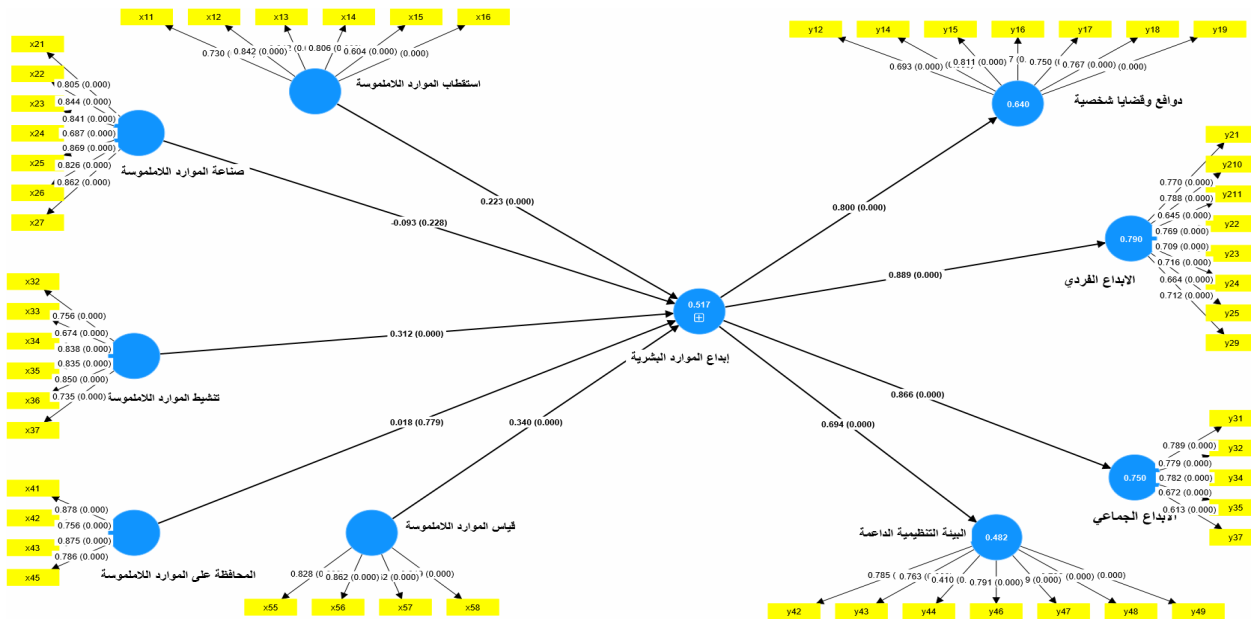 x11 x12 x13 x14 x15 x16
0.730 0.842 (0.000) 0.806 0.604 (0.000) (0.000)
استقطاب الموارد اللاملموسة
y12 y14 y15 y16 y17 y18 y19
0.693 (0.000) 0.811 (0.000) 0.750 0.767 (0.000) (0.000)
0.640
دوافع وقضايا شخصية
x21
x22
x23
x24
x25
x26
x27
0.805 (0.000)
0.844 (0.000)
0.841 (0.000)
0.687 (0.000)
0.869 (0.000)
0.826 (0.000)
0.862 (0.000)
صناعة الموارد اللاملموسة
y21
y210
y211
y22
y23
y24
y25
y29
0.770 (0.000)
0.788 (0.000)
0.645 (0.000)
0.769 (0.000)
0.709 (0.000)
0.716 (0.000)
0.664 (0.000)
0.712 (0.000)
0.790
الابداع الفردي
0.223 (0.000)
-0.093 (0.228)
0.312 (0.000)
0.018 (0.779)
0.340 (0.000)
0.517
إبداع الموارد البشرية
0.800 (0.000)
0.889 (0.000)
0.866 (0.000)
0.694 (0.000)
x32
x33
x34
x35
x36
x37
0.756 (0.000)
0.674 (0.000)
0.838 (0.000)
0.835 (0.000)
0.850 (0.000)
0.735 (0.000)
تنشيط الموارد اللاملموسة
y31
y32
y34
y35
y37
0.789 (0.000)
0.779 (0.000)
0.782 (0.000)
0.672 (0.000)
0.613 (0.000)
0.750
الابداع الجماعي
x41
x42
x43
x45
0.878 (0.000)
0.756 (0.000)
0.875 (0.000)
0.786 (0.000)
المحافظة على الموارد اللاملموسة
قياس الموارد اللاملموسة
0.828 0.862 (0.000) (0.000)
x55 x56 x57 x58
البيئة التنظيمية الداعمة
0.482
0.785 0.763 0.410 0.791 (0.000) (0.000) (0.000)
y42 y43 y44 y46 y47 y48 y49